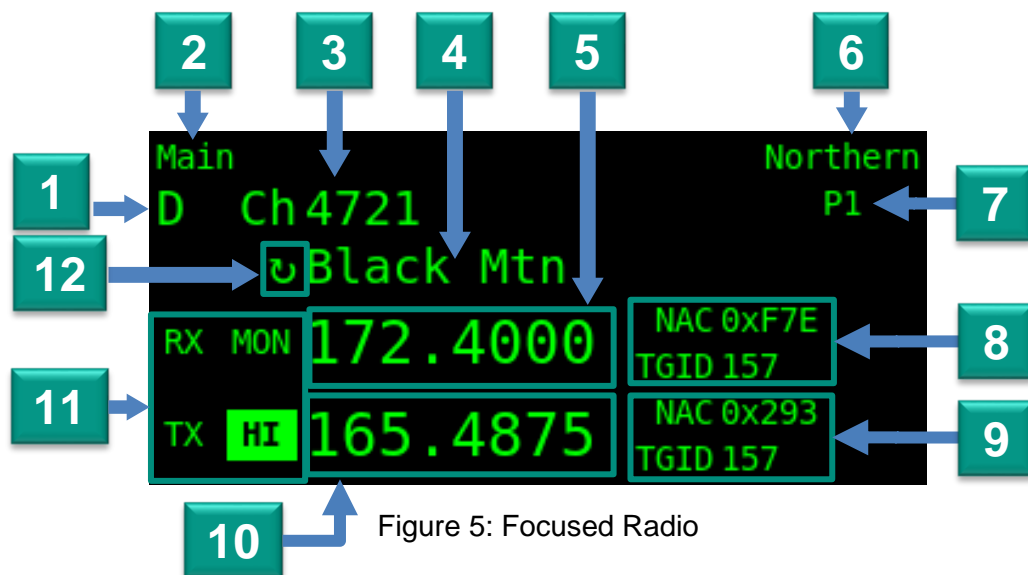 2 3 4 5 6
Main Northern
1 D Ch 4721 P1 7
12 ↻ Black Mtn
RX MON 172.4000 NAC 0xF7E
TGID 157 8
11
TX HI 165.4875 NAC 0x293
TGID 157 9
10 Figure 5: Focused Radio